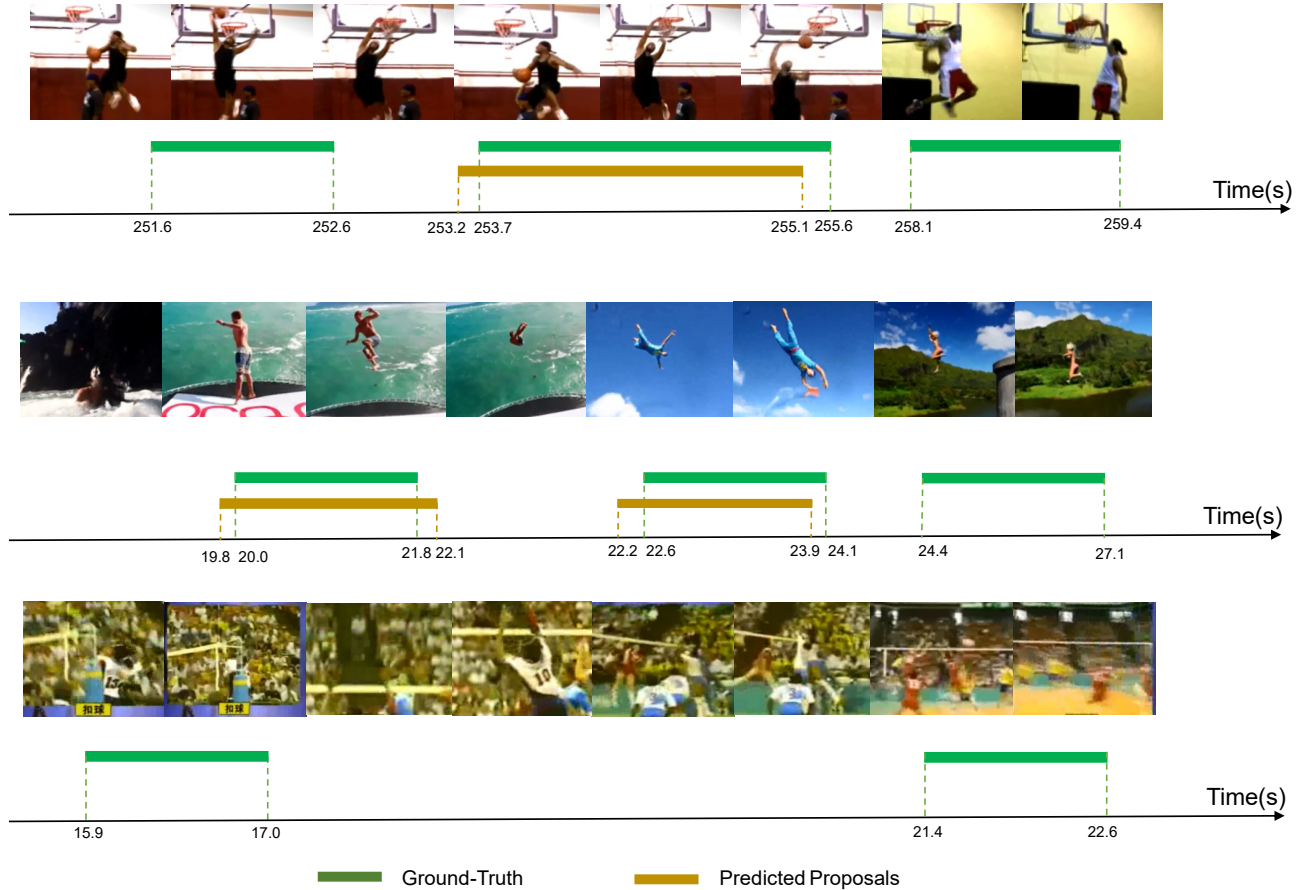 Time(s)
251.6 252.6 253.2 253.7 255.1 255.6 258.1 259.4
Time(s)
19.8 20.0 21.8 22.1 22.2 22.6 23.9 24.1 24.4 27.1
10
扣球 扣球
Time(s)
15.9 17.0 21.4 22.6
Ground-Truth Predicted Proposals